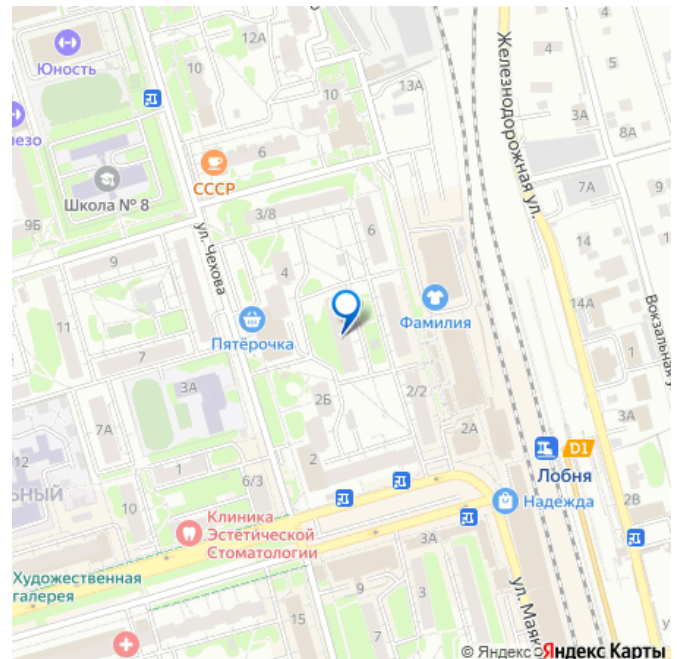 12А
4
5
Юность
10
13А
3А
10
8А
езо
6
Железнодорожная ул.
СССР
7А
9
Школа № 8
9Б
3/8
6
14
ул. Чехова
9
4
14А
Фамилия
11
Пятёрочка
1
Вокзальная у
7
3А
2Б
2/2
3А
7А
2А
D1
12
1
2
Лобня
ЬНЫЙ
6/3
2В
10
Надежда
Клиника
Эстетической
Стоматологии
3А
Художественная
галерея
ул. Маяк
15
7
У
© Яндекс
Яндекс Карты